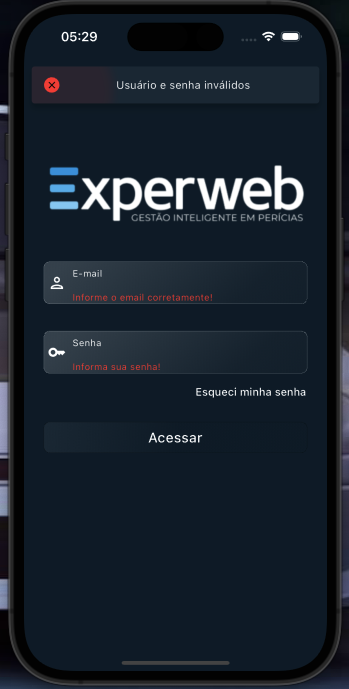 05:29
Usuário e senha inválidos
Experweb
GESTÃO INTELIGENTE EM PERÍCIAS
E-mail
Informe o email corretamente!
Senha
Informa sua senha!
Esqueci minha senha
Acessar